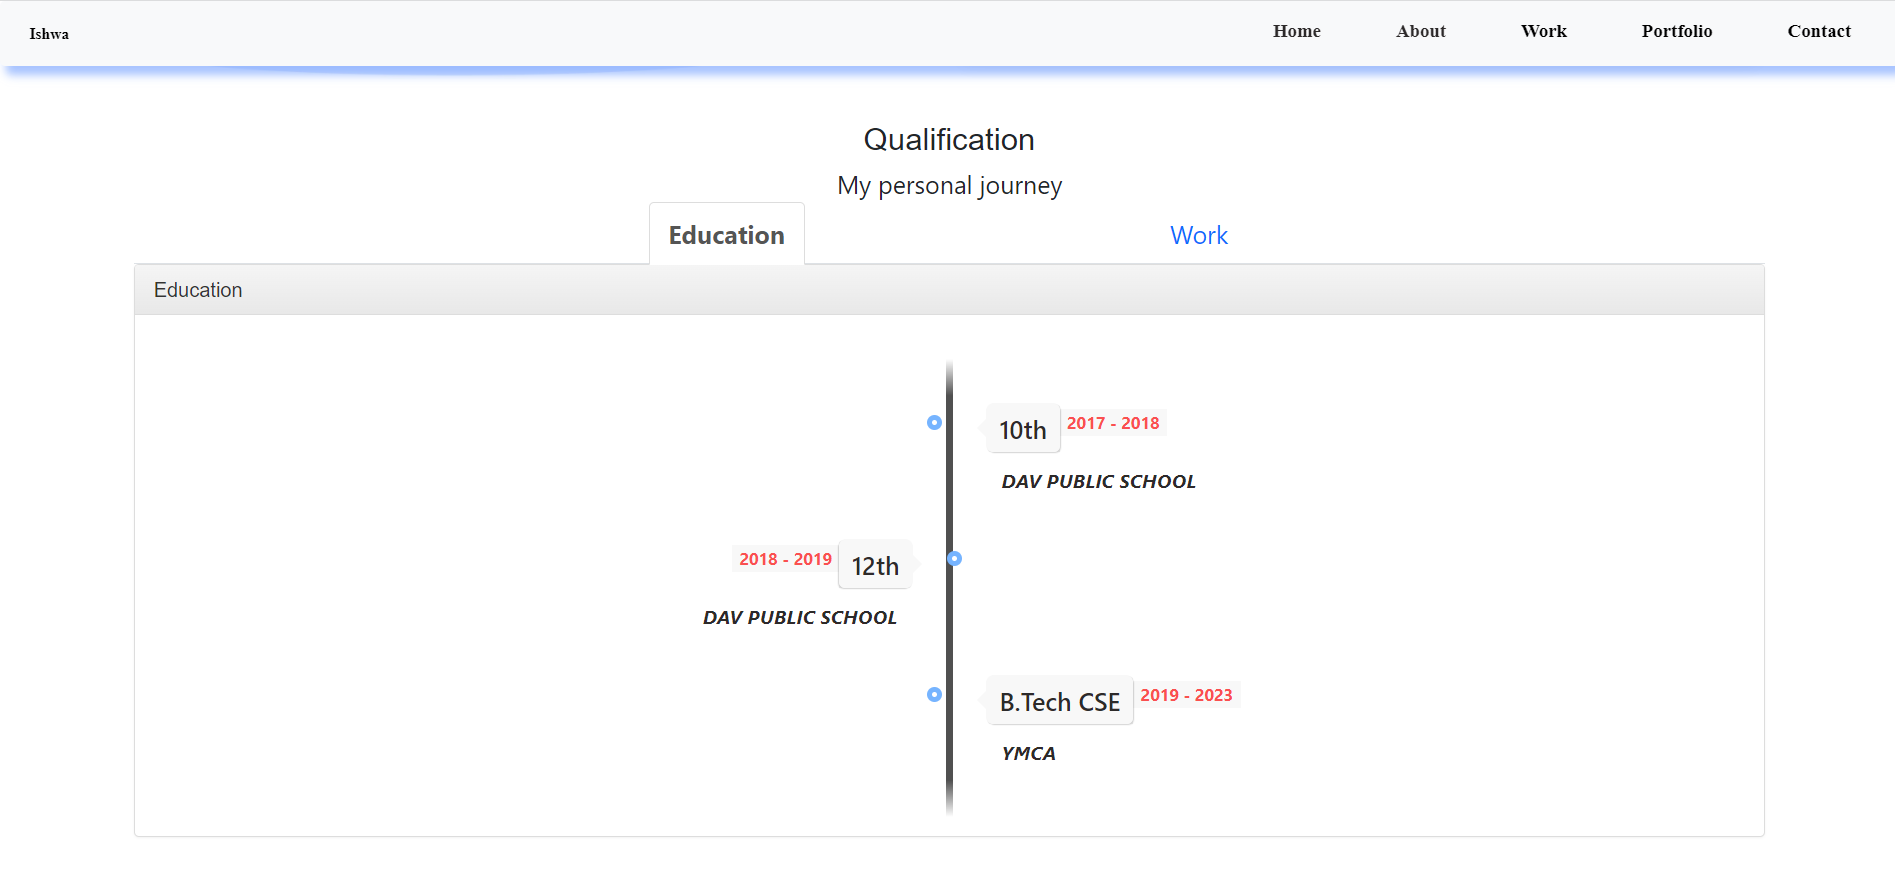 Ishwa
Home About Work Portfolio Contact
Qualification
My personal journey
Education Work
Education
10th 2017 - 2018
DAV PUBLIC SCHOOL
2018 - 2019 12th
DAV PUBLIC SCHOOL
B.Tech CSE 2019 - 2023
YMCA